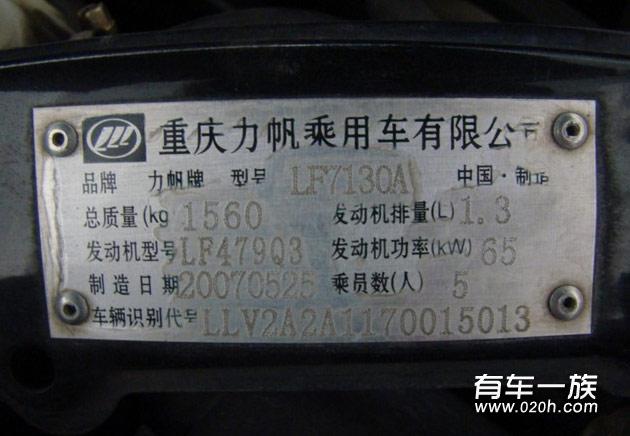 重庆力帆乘用车有限公司
品牌 力帆牌 型号 LF7130A 中国·制造
总质量(kg 1560 发动机排量(L) 1.3
发动机型号 LF479Q3 发动机功率(kW) 65
制造日期 20070525 乘员数(人) 5
车辆识别代号 LLV2A2A1170015013
有车一族
www.020h.com